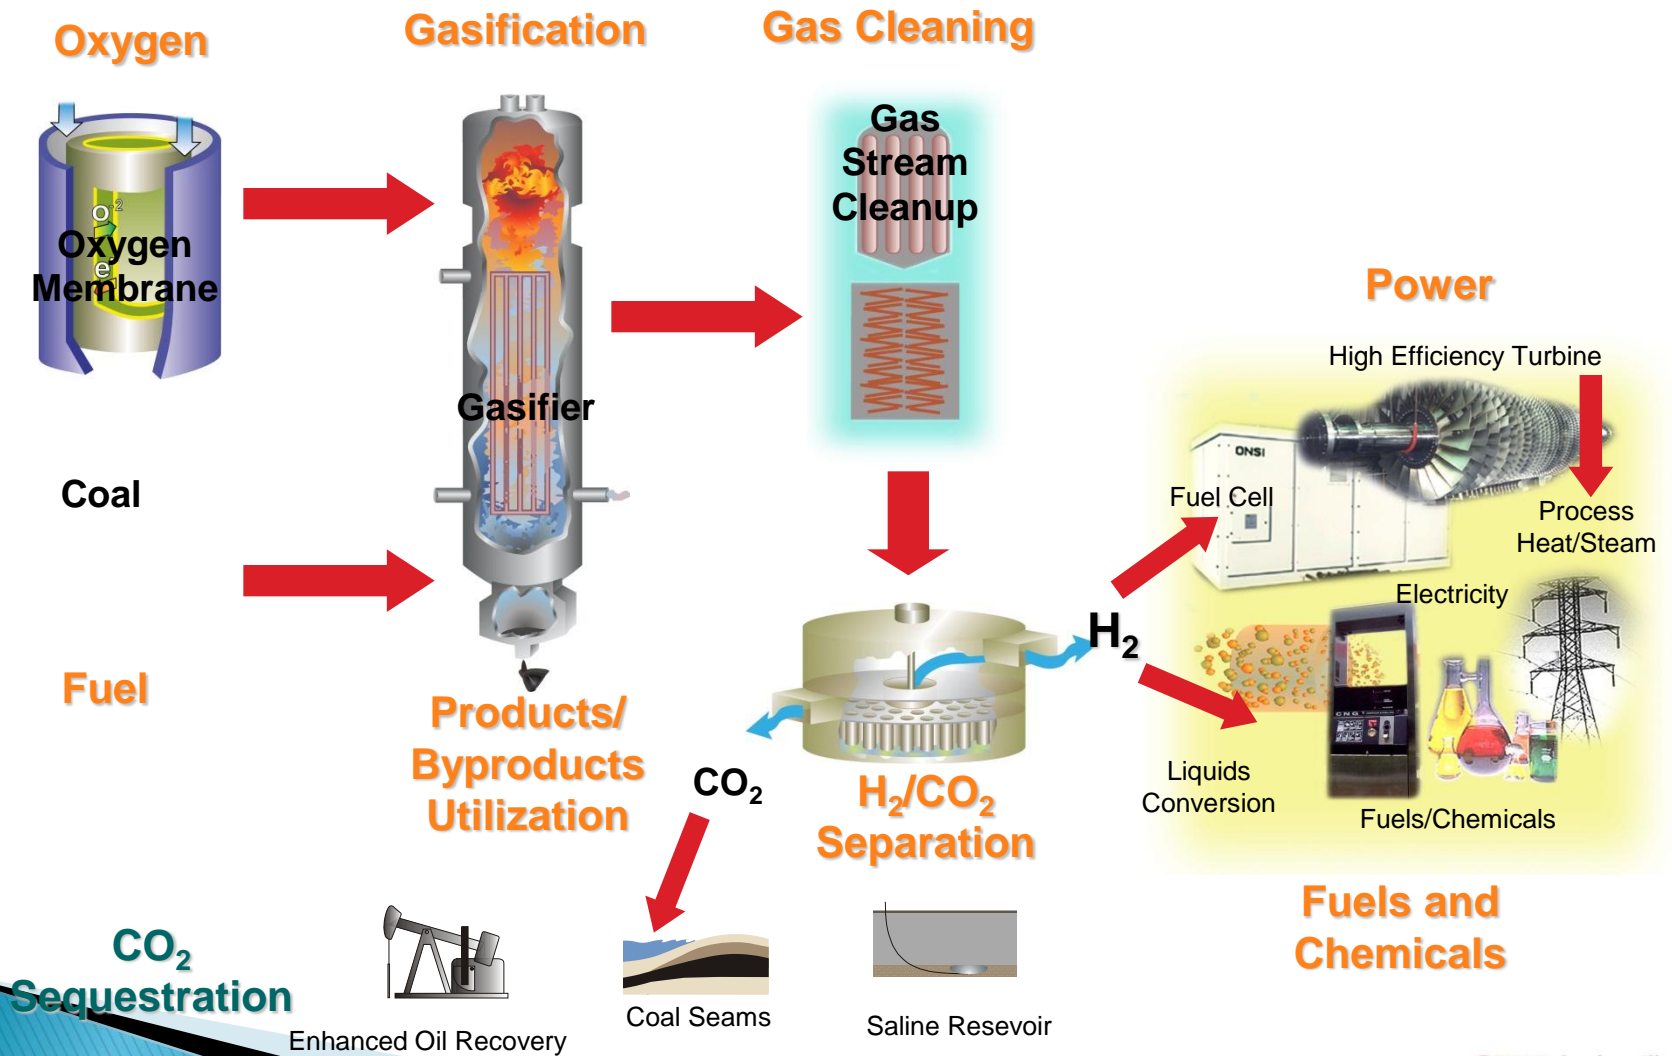 Oxygen
Gasification
Gas Cleaning
O-2
Oxygen
Membrane
e-
Gas
Stream
Cleanup
Gasifier
Coal
Fuel
Products/
Byproducts
Utilization
CO2
H2/CO2
Separation
H2
Power
High Efficiency Turbine
ONSI
Fuel Cell
Process
Heat/Steam
Electricity
CNG
Liquids
Conversion
Fuels/Chemicals
Fuels and
Chemicals
CO2
Sequestration
Enhanced Oil Recovery
Coal Seams
Saline Resevoir